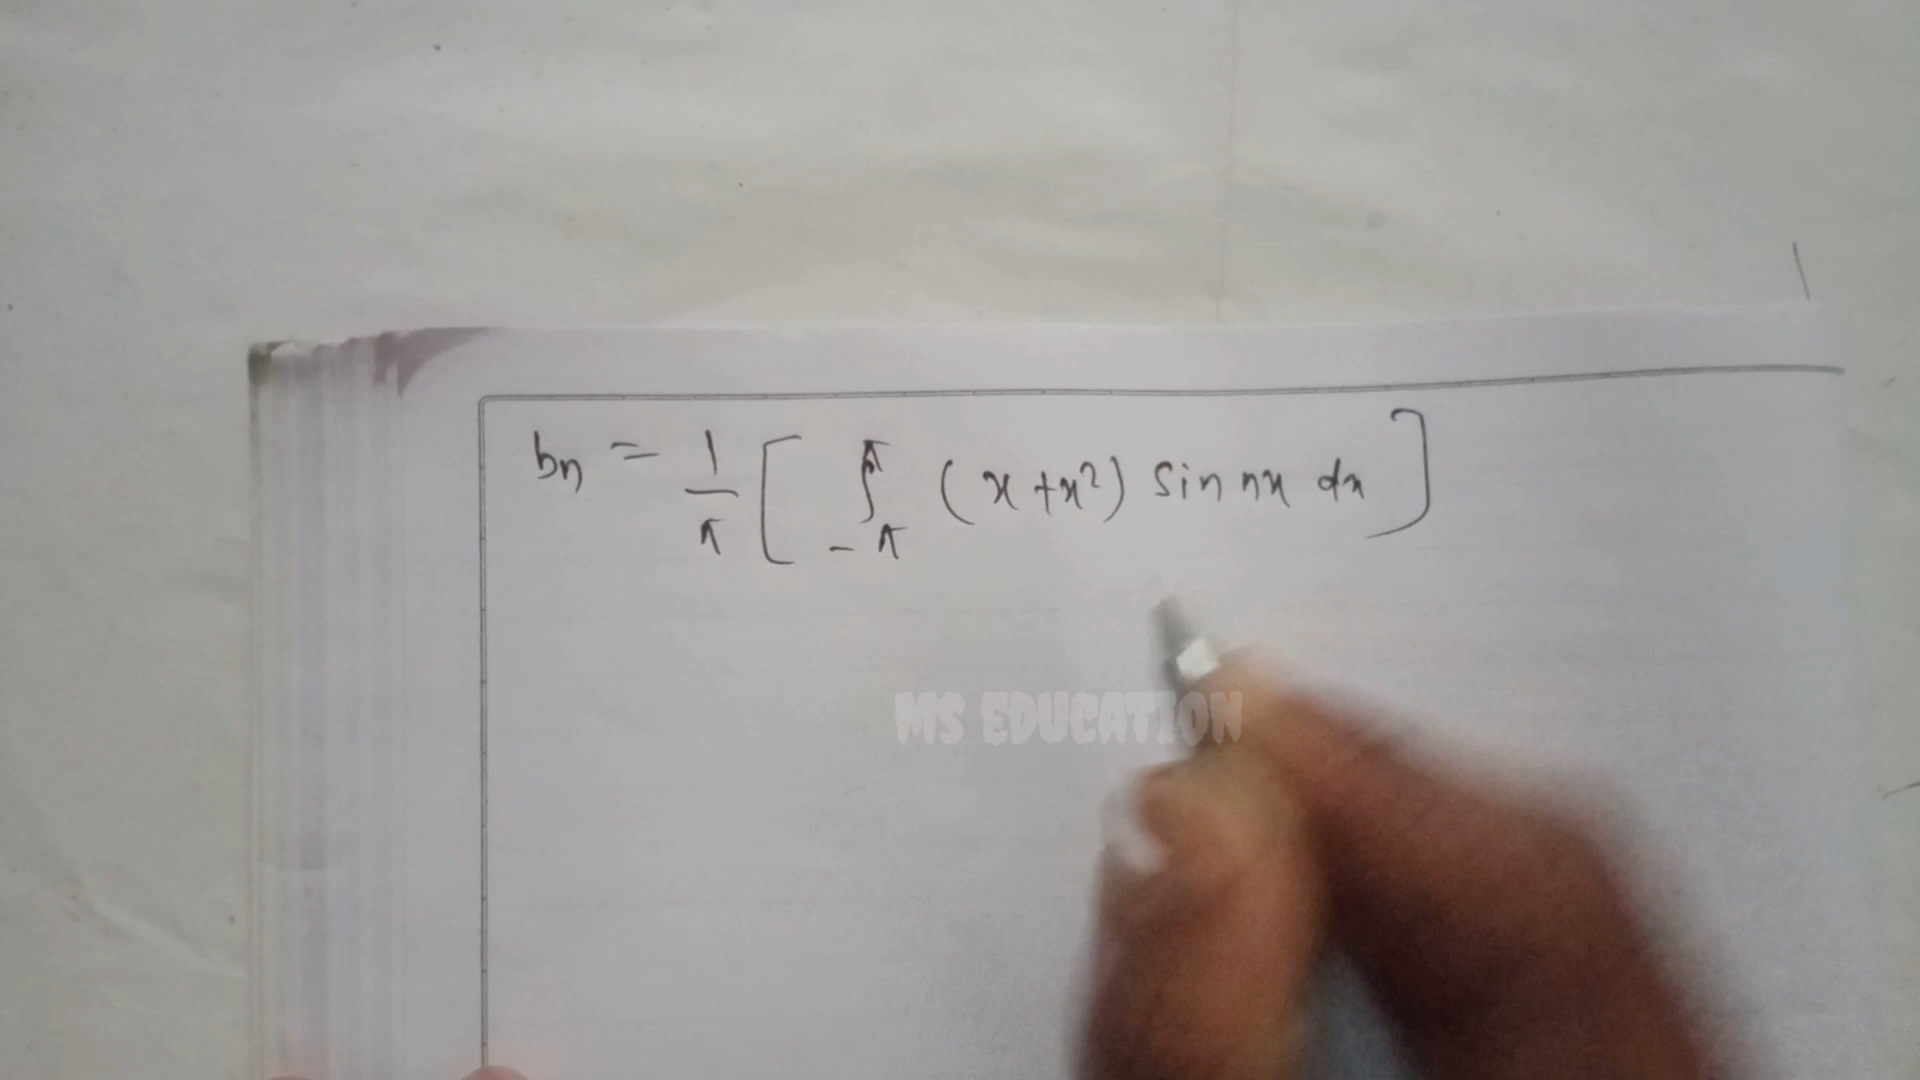 bn = 1/π [ ∫_{-π}^{π} (x + x²) sin nx dx ]
MS EDUCATION